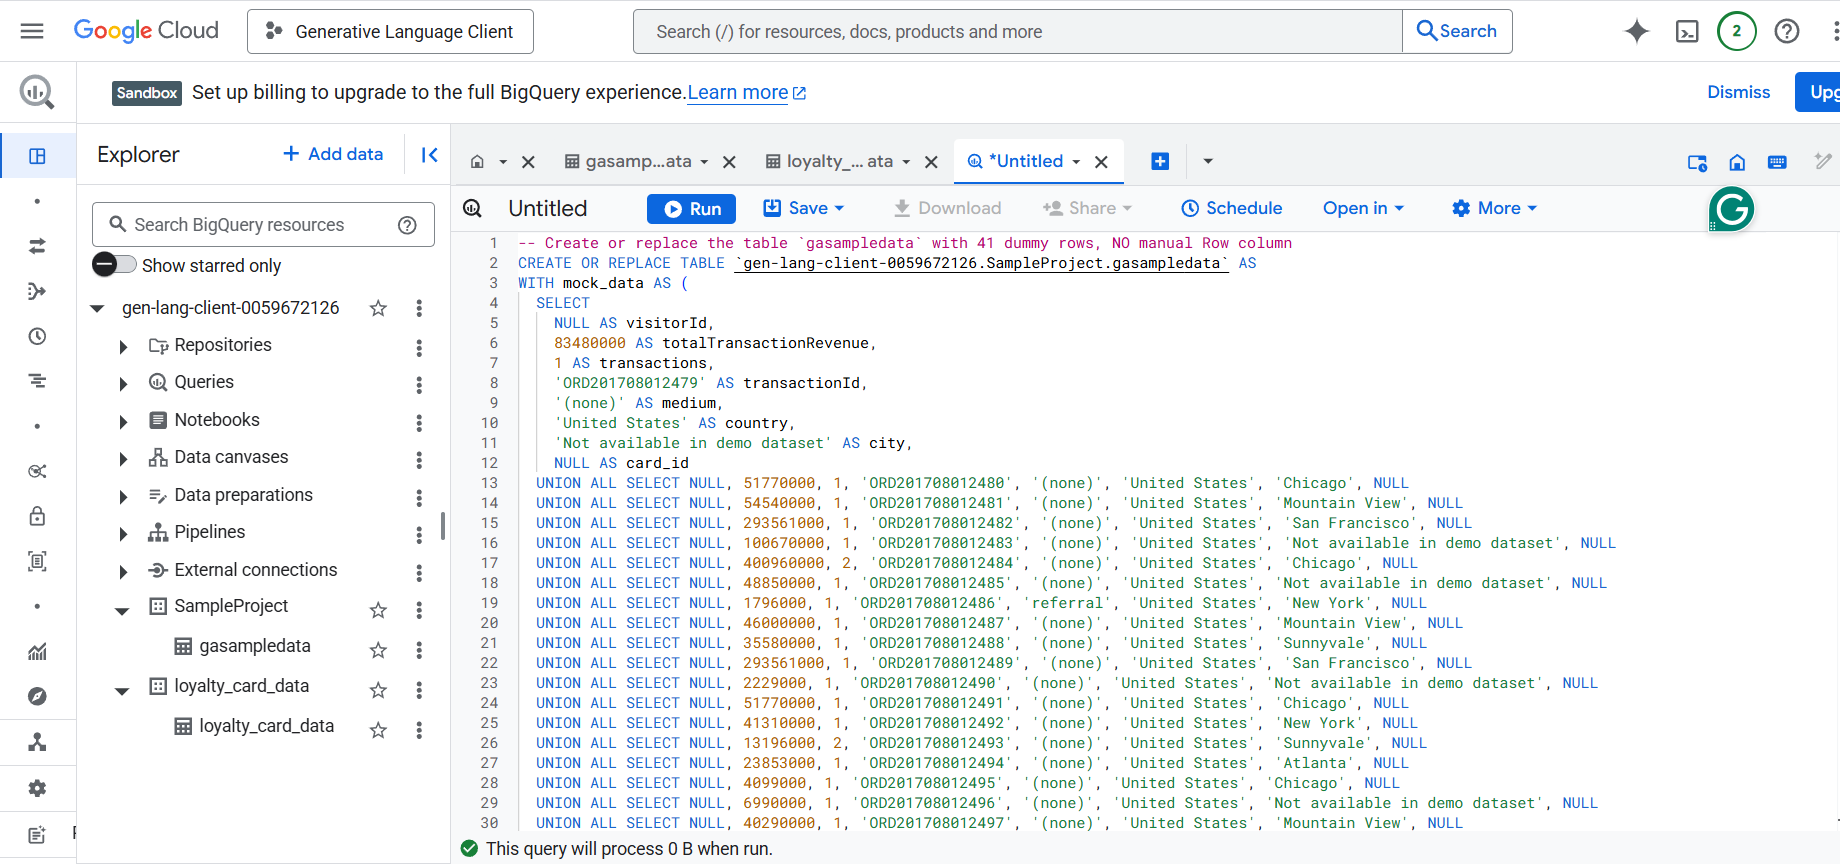 Google Cloud
Generative Language Client
Search (/) for resources, docs, products and more
Search
2
Sandbox Set up billing to upgrade to the full BigQuery experience. Learn more
Dismiss
Upg
Explorer
+ Add data
gasamp...ata
loyalty_... ata
*Untitled
Search BigQuery resources
Show starred only
gen-lang-client-0059672126
Repositories
Queries
Notebooks
Data canvases
Data preparations
Pipelines
External connections
SampleProject
gasampledata
loyalty_card_data
loyalty_card_data
Untitled
Run
Save
Download
Share
Schedule
Open in
More
1 -- Create or replace the table `gasampledata` with 41 dummy rows, NO manual Row column
2 CREATE OR REPLACE TABLE `gen-lang-client-0059672126.SampleProject.gasampledata` AS
3 WITH mock_data AS (
4 SELECT
5 NULL AS visitorId,
6 83480000 AS totalTransactionRevenue,
7 1 AS transactions,
8 'ORD201708012479' AS transactionId,
9 '(none)' AS medium,
10 'United States' AS country,
11 'Not available in demo dataset' AS city,
12 NULL AS card_id
13 UNION ALL SELECT NULL, 51770000, 1, 'ORD201708012480', '(none)', 'United States', 'Chicago', NULL
14 UNION ALL SELECT NULL, 54540000, 1, 'ORD201708012481', '(none)', 'United States', 'Mountain View', NULL
15 UNION ALL SELECT NULL, 293561000, 1, 'ORD201708012482', '(none)', 'United States', 'San Francisco', NULL
16 UNION ALL SELECT NULL, 100670000, 1, 'ORD201708012483', '(none)', 'United States', 'Not available in demo dataset', NULL
17 UNION ALL SELECT NULL, 400960000, 2, 'ORD201708012484', '(none)', 'United States', 'Chicago', NULL
18 UNION ALL SELECT NULL, 48850000, 1, 'ORD201708012485', '(none)', 'United States', 'Not available in demo dataset', NULL
19 UNION ALL SELECT NULL, 1796000, 1, 'ORD201708012486', 'referral', 'United States', 'New York', NULL
20 UNION ALL SELECT NULL, 46000000, 1, 'ORD201708012487', '(none)', 'United States', 'Mountain View', NULL
21 UNION ALL SELECT NULL, 35580000, 1, 'ORD201708012488', '(none)', 'United States', 'Sunnyvale', NULL
22 UNION ALL SELECT NULL, 293561000, 1, 'ORD201708012489', '(none)', 'United States', 'San Francisco', NULL
23 UNION ALL SELECT NULL, 2229000, 1, 'ORD201708012490', '(none)', 'United States', 'Not available in demo dataset', NULL
24 UNION ALL SELECT NULL, 51770000, 1, 'ORD201708012491', '(none)', 'United States', 'Chicago', NULL
25 UNION ALL SELECT NULL, 41310000, 1, 'ORD201708012492', '(none)', 'United States', 'New York', NULL
26 UNION ALL SELECT NULL, 13196000, 2, 'ORD201708012493', '(none)', 'United States', 'Sunnyvale', NULL
27 UNION ALL SELECT NULL, 23853000, 1, 'ORD201708012494', '(none)', 'United States', 'Atlanta', NULL
28 UNION ALL SELECT NULL, 4099000, 1, 'ORD201708012495', '(none)', 'United States', 'Chicago', NULL
29 UNION ALL SELECT NULL, 6990000, 1, 'ORD201708012496', '(none)', 'United States', 'Not available in demo dataset', NULL
30 UNION ALL SELECT NULL, 40290000, 1, 'ORD201708012497', '(none)', 'United States', 'Mountain View', NULL
This query will process 0 B when run.